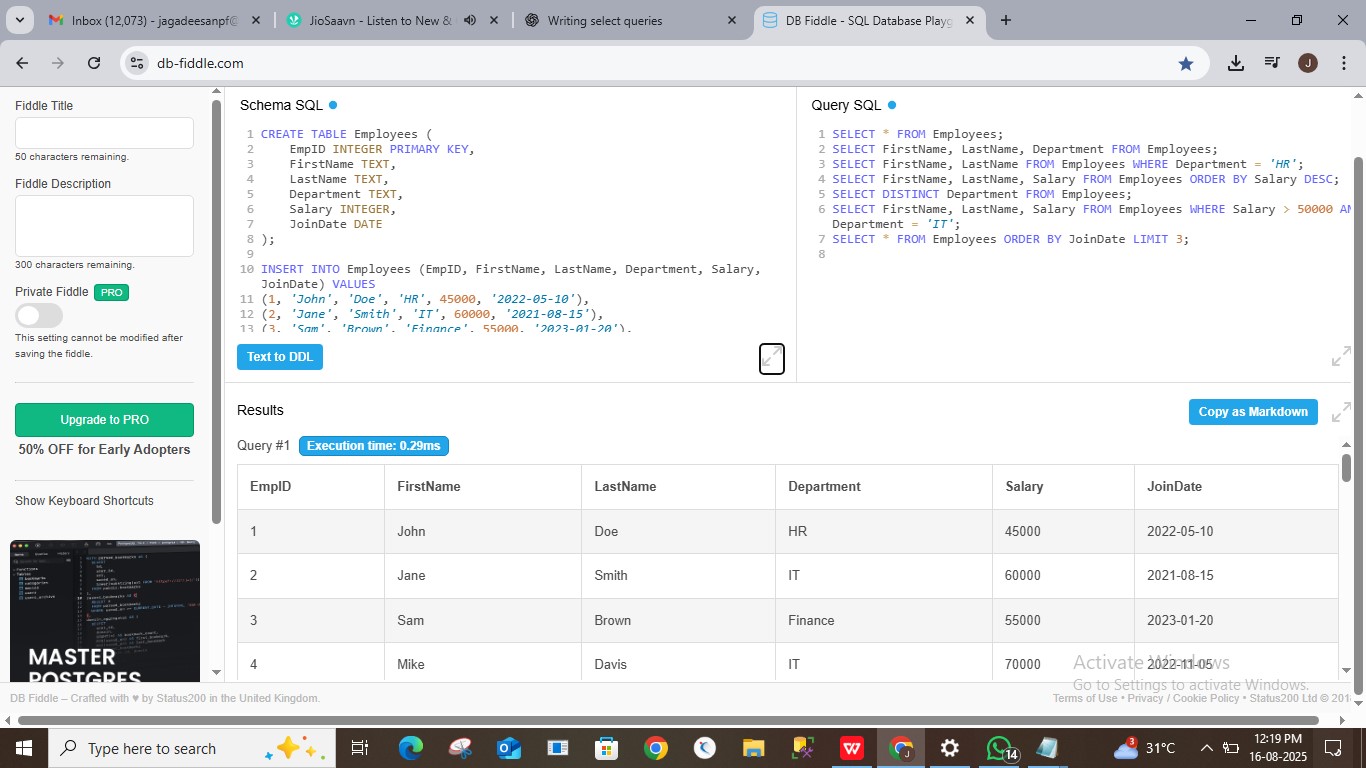 Inbox (12,073) - jagadeesanpf@
JioSaavn - Listen to New &
Writing select queries
DB Fiddle - SQL Database Playg
db-fiddle.com
J
Fiddle Title
50 characters remaining.
Fiddle Description
300 characters remaining.
Private Fiddle PRO
This setting cannot be modified after
saving the fiddle.
Upgrade to PRO
50% OFF for Early Adopters
Show Keyboard Shortcuts
MASTER
POSTGRES
Schema SQL
1 CREATE TABLE Employees (
2 EmpID INTEGER PRIMARY KEY,
3 FirstName TEXT,
4 LastName TEXT,
5 Department TEXT,
6 Salary INTEGER,
7 JoinDate DATE
8 );
9
10 INSERT INTO Employees (EmpID, FirstName, LastName, Department, Salary,
JoinDate) VALUES
11 (1, 'John', 'Doe', 'HR', 45000, '2022-05-10'),
12 (2, 'Jane', 'Smith', 'IT', 60000, '2021-08-15'),
13 (3, 'Sam', 'Brown', 'Finance', 55000, '2023-01-20'),
Text to DDL
Query SQL
1 SELECT * FROM Employees;
2 SELECT FirstName, LastName, Department FROM Employees;
3 SELECT FirstName, LastName FROM Employees WHERE Department = 'HR';
4 SELECT FirstName, LastName, Salary FROM Employees ORDER BY Salary DESC;
5 SELECT DISTINCT Department FROM Employees;
6 SELECT FirstName, LastName, Salary FROM Employees WHERE Salary > 50000 AN
Department = 'IT';
7 SELECT * FROM Employees ORDER BY JoinDate LIMIT 3;
8
Results
Copy as Markdown
Query #1 Execution time: 0.29ms
EmpID FirstName LastName Department Salary JoinDate
1 John Doe HR 45000 2022-05-10
2 Jane Smith IT 60000 2021-08-15
3 Sam Brown Finance 55000 2023-01-20
4 Mike Davis IT 70000 2022-11-05
Activate Windows
Go to Settings to activate Windows.
DB Fiddle – Crafted with ♥ by Status200 in the United Kingdom.
Terms of Use • Privacy / Cookie Policy • Status200 Ltd © 201
Type here to search
14
3
31°C
12:19 PM
16-08-2025